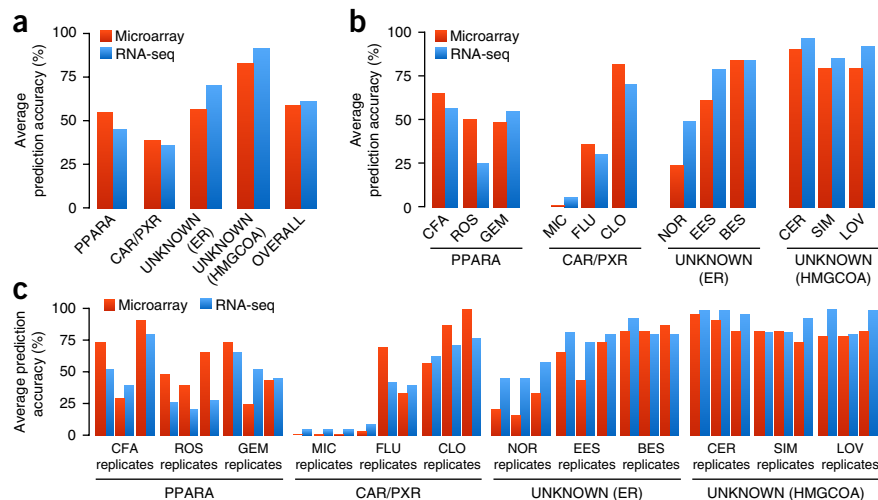 a
Average
prediction accuracy (%)
100
75
50
25
0
Microarray
RNA-seq
PPARA
CAR/PXR
UNKNOWN
(ER)
UNKNOWN
(HMGCOA)
OVERALL
b
Average
prediction accuracy (%)
100
75
50
25
0
Microarray
RNA-seq
CFA
ROS
GEM
MIC
FLU
CLO
NOR
EES
BES
CER
SIM
LOV
PPARA
CAR/PXR
UNKNOWN
(ER)
UNKNOWN
(HMGCOA)
c
Average prediction
accuracy (%)
100
75
50
25
0
Microarray
RNA-seq
CFA ROS GEM MIC FLU CLO NOR EES BES CER SIM LOV
replicates replicates replicates replicates replicates replicates replicates replicates replicates replicates replicates replicates
PPARA CAR/PXR UNKNOWN (ER) UNKNOWN (HMGCOA)